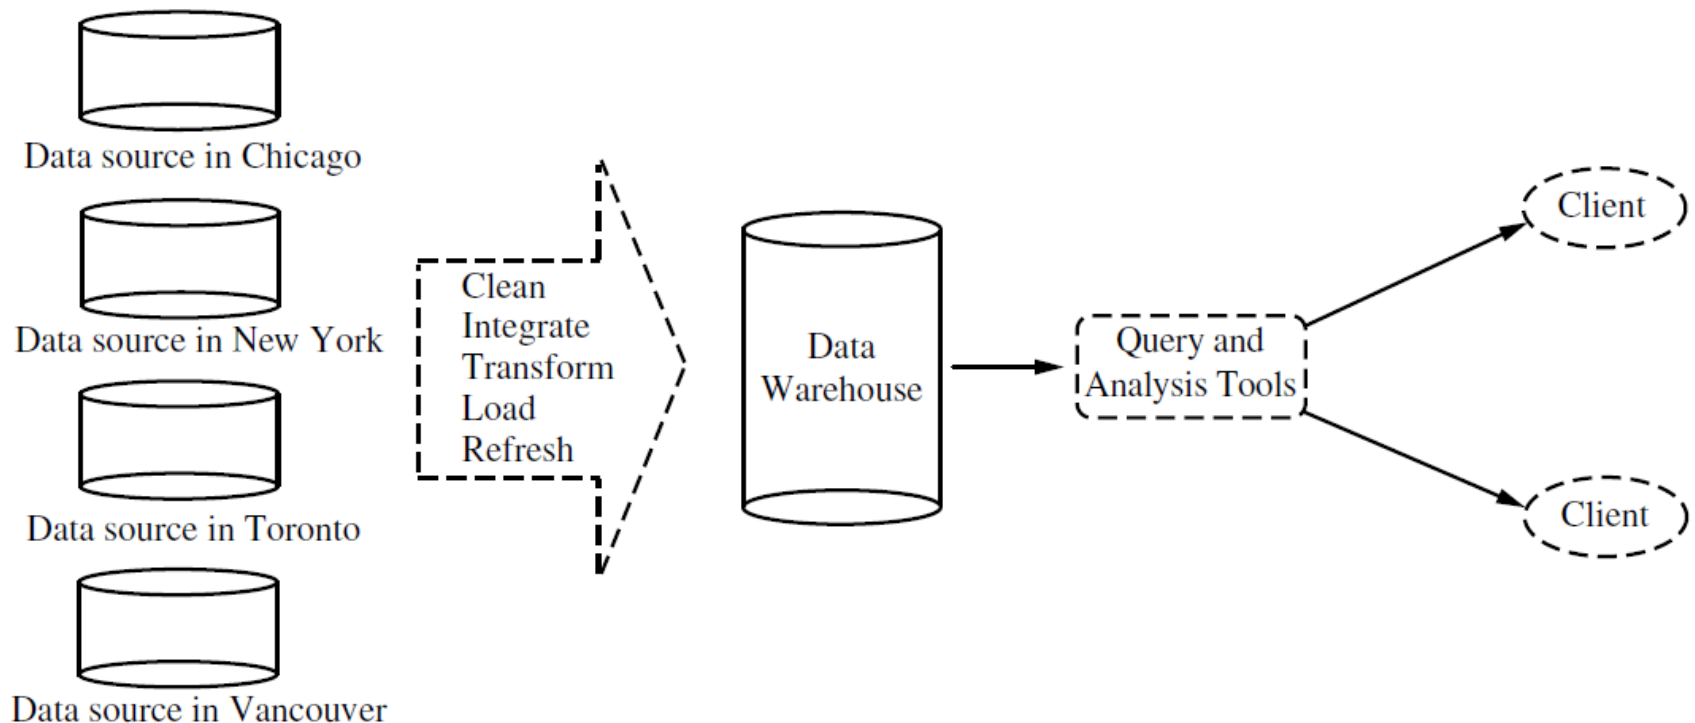 Data source in Chicago
Data source in New York
Data source in Toronto
Data source in Vancouver
Clean
Integrate
Transform
Load
Refresh
Data
Warehouse
Query and
Analysis Tools
Client
Client